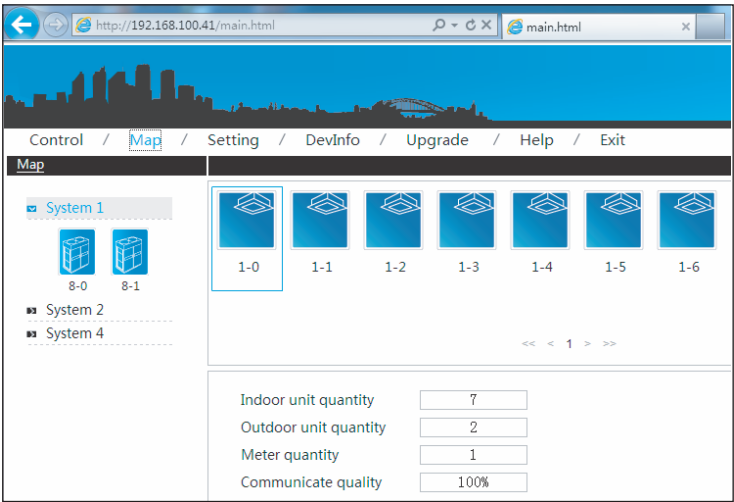 http://192.168.100.41/main.html
main.html
Control / Map / Setting / DevInfo / Upgrade / Help / Exit
Map
System 1
8-0 8-1
System 2
System 4
1-0 1-1 1-2 1-3 1-4 1-5 1-6
<< < 1 > >>
Indoor unit quantity 7
Outdoor unit quantity 2
Meter quantity 1
Communicate quality 100%